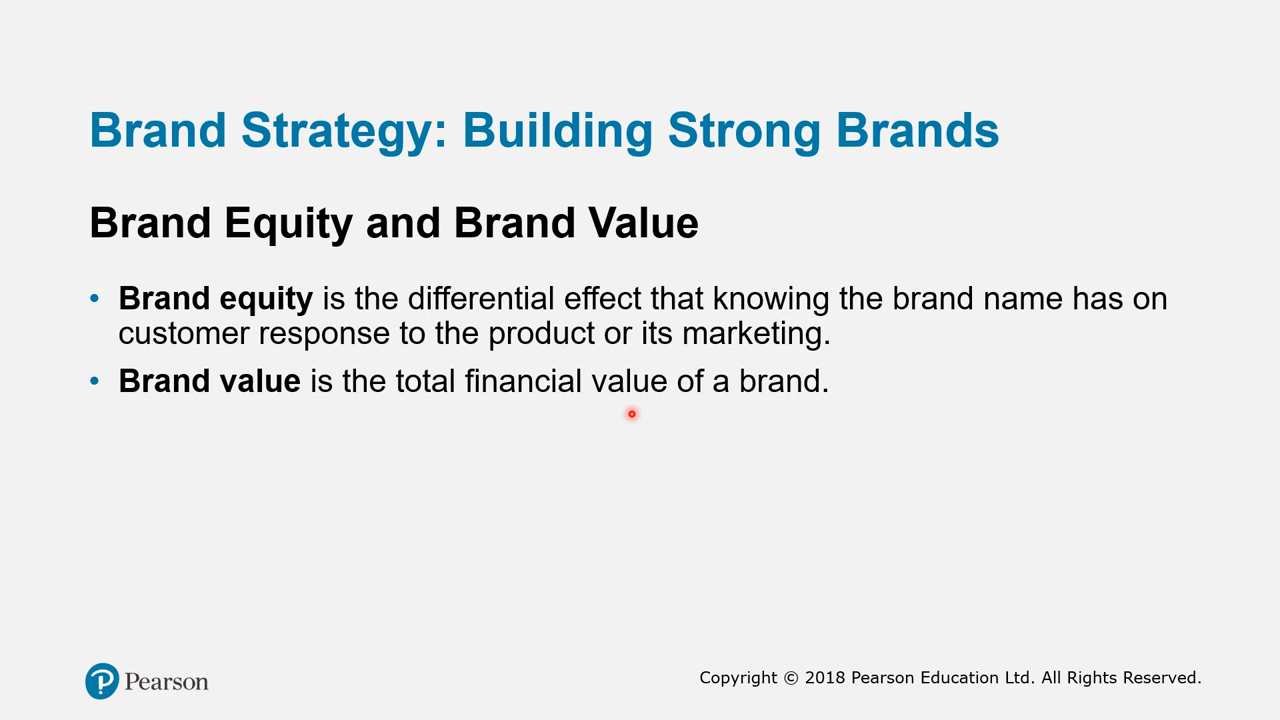 Brand Strategy: Building Strong Brands
Brand Equity and Brand Value
• Brand equity is the differential effect that knowing the brand name has on
customer response to the product or its marketing.
• Brand value is the total financial value of a brand.
Pearson
Copyright © 2018 Pearson Education Ltd. All Rights Reserved.